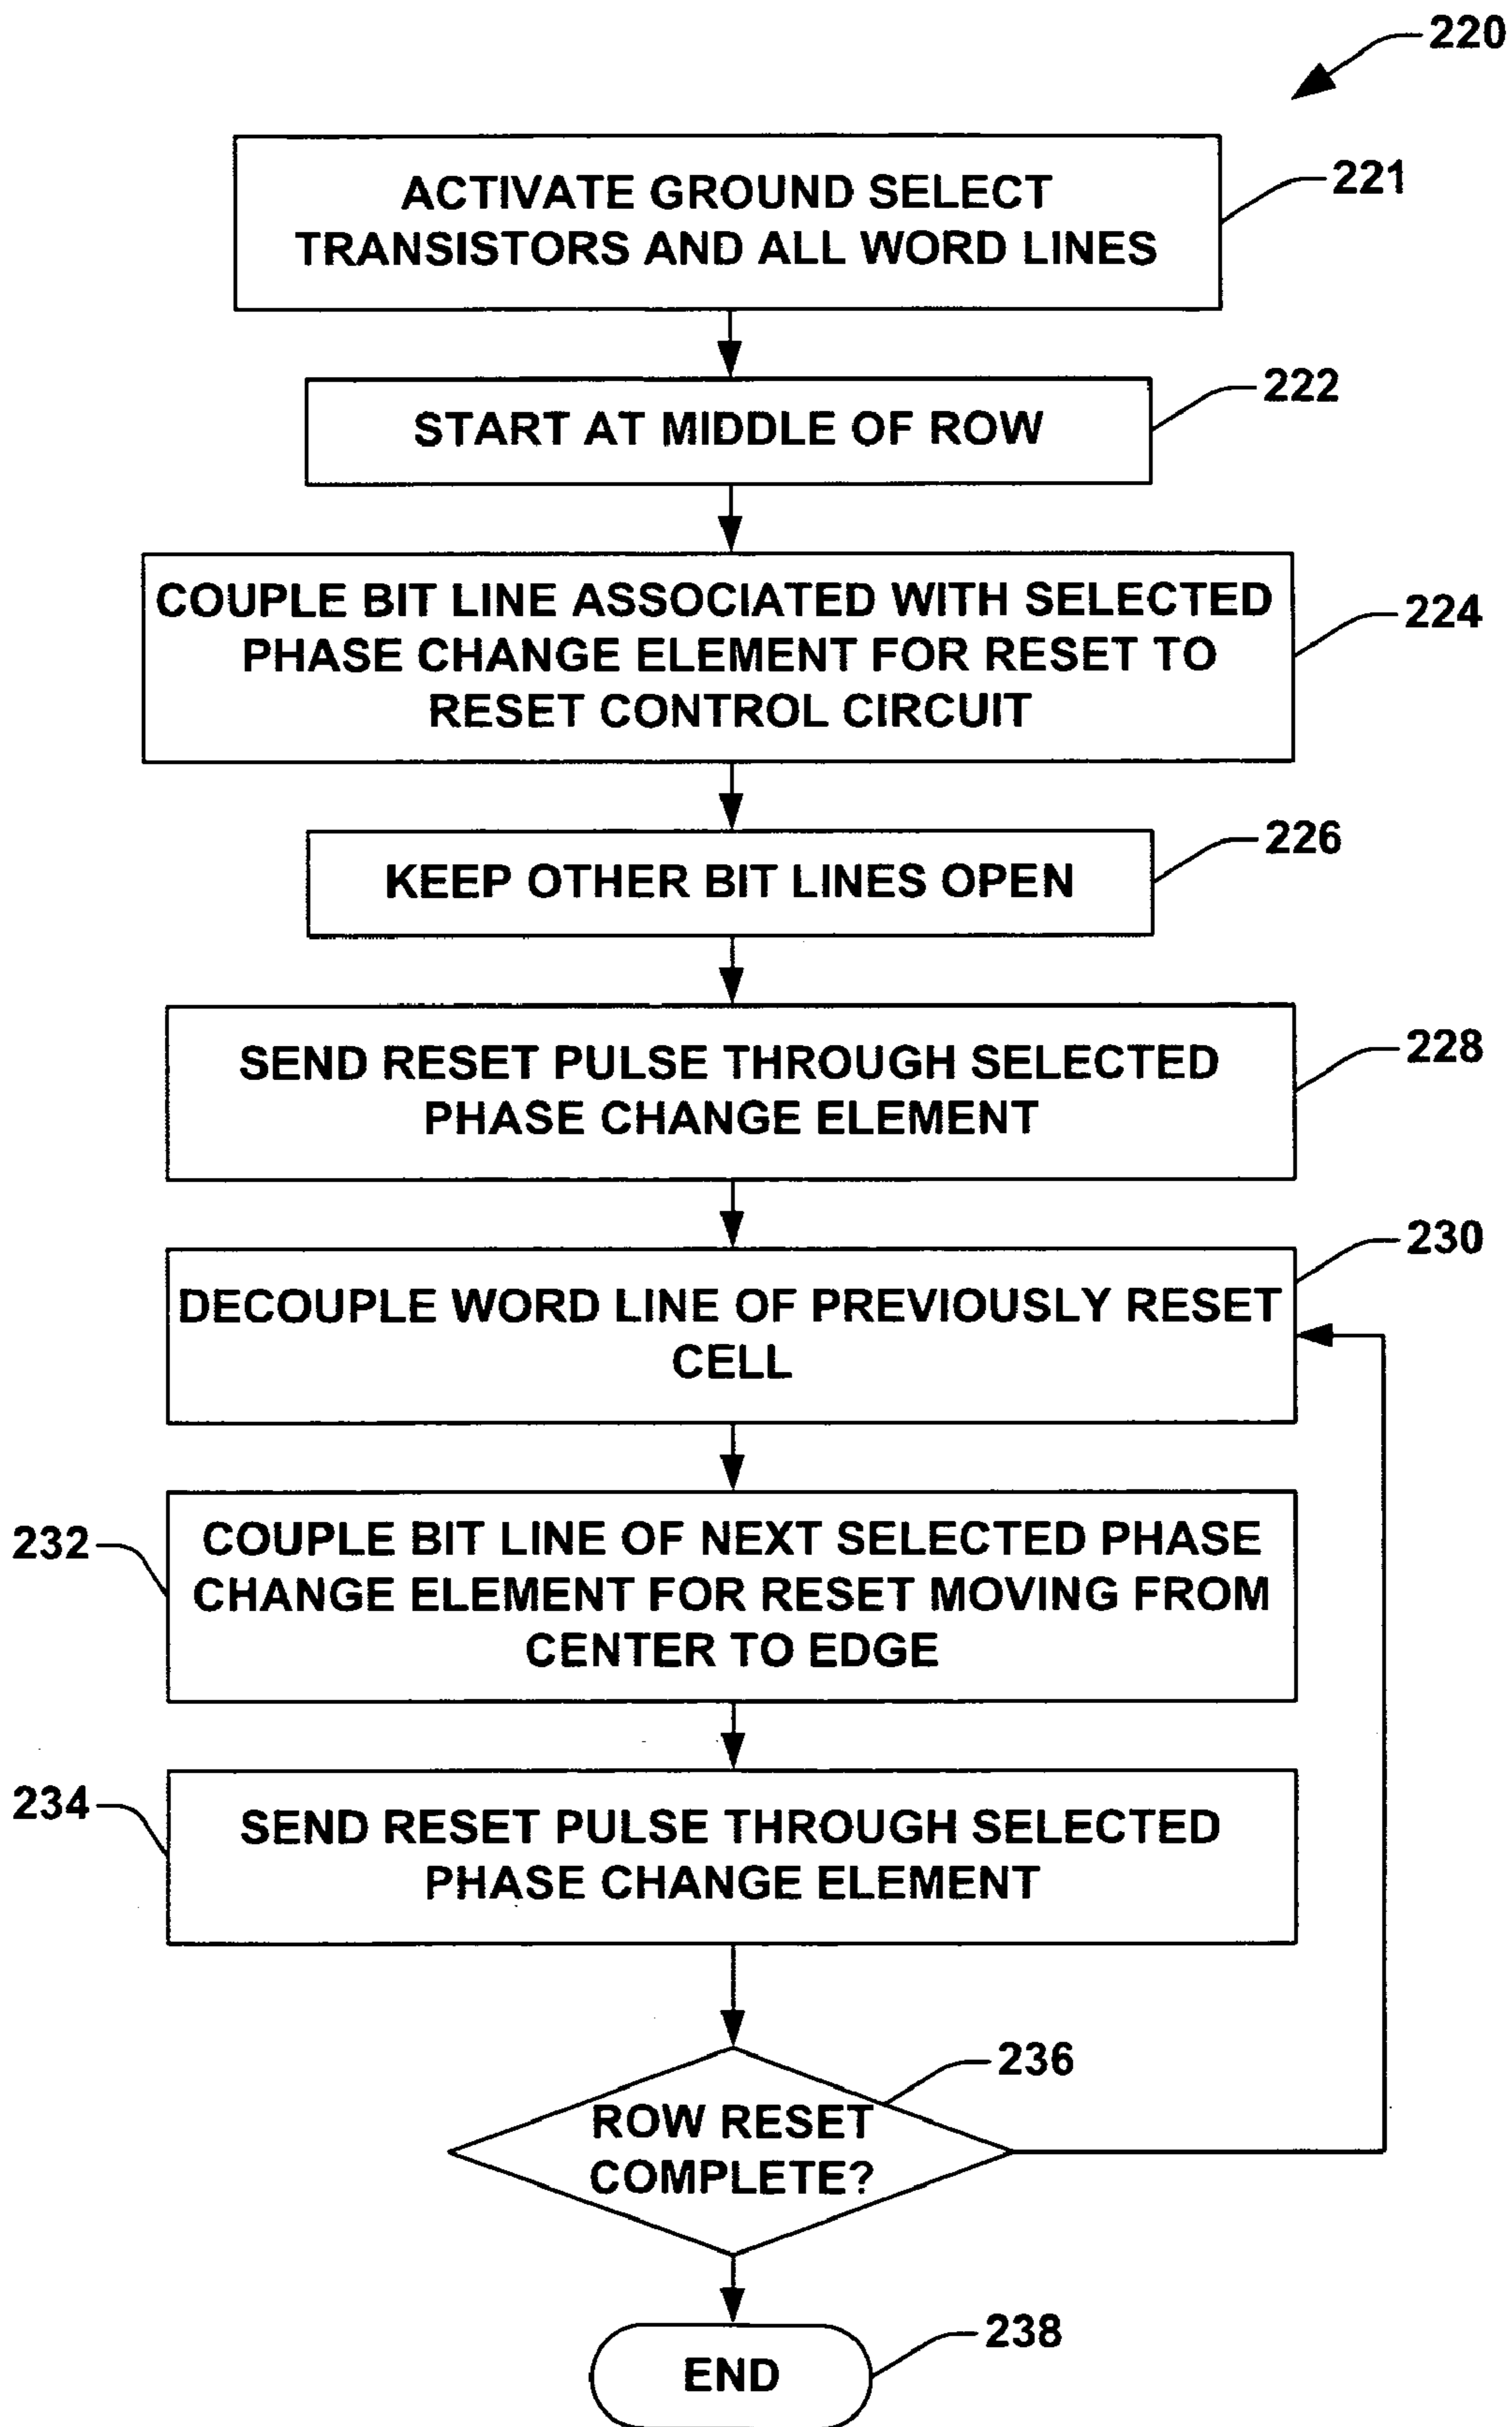 220
ACTIVATE GROUND SELECT
TRANSISTORS AND ALL WORD LINES
221
START AT MIDDLE OF ROW
222
COUPLE BIT LINE ASSOCIATED WITH SELECTED
PHASE CHANGE ELEMENT FOR RESET TO
RESET CONTROL CIRCUIT
224
KEEP OTHER BIT LINES OPEN
226
SEND RESET PULSE THROUGH SELECTED
PHASE CHANGE ELEMENT
228
DECOUPLE WORD LINE OF PREVIOUSLY RESET
CELL
230
COUPLE BIT LINE OF NEXT SELECTED PHASE
CHANGE ELEMENT FOR RESET MOVING FROM
CENTER TO EDGE
232
SEND RESET PULSE THROUGH SELECTED
PHASE CHANGE ELEMENT
234
ROW RESET
COMPLETE?
236
END
238